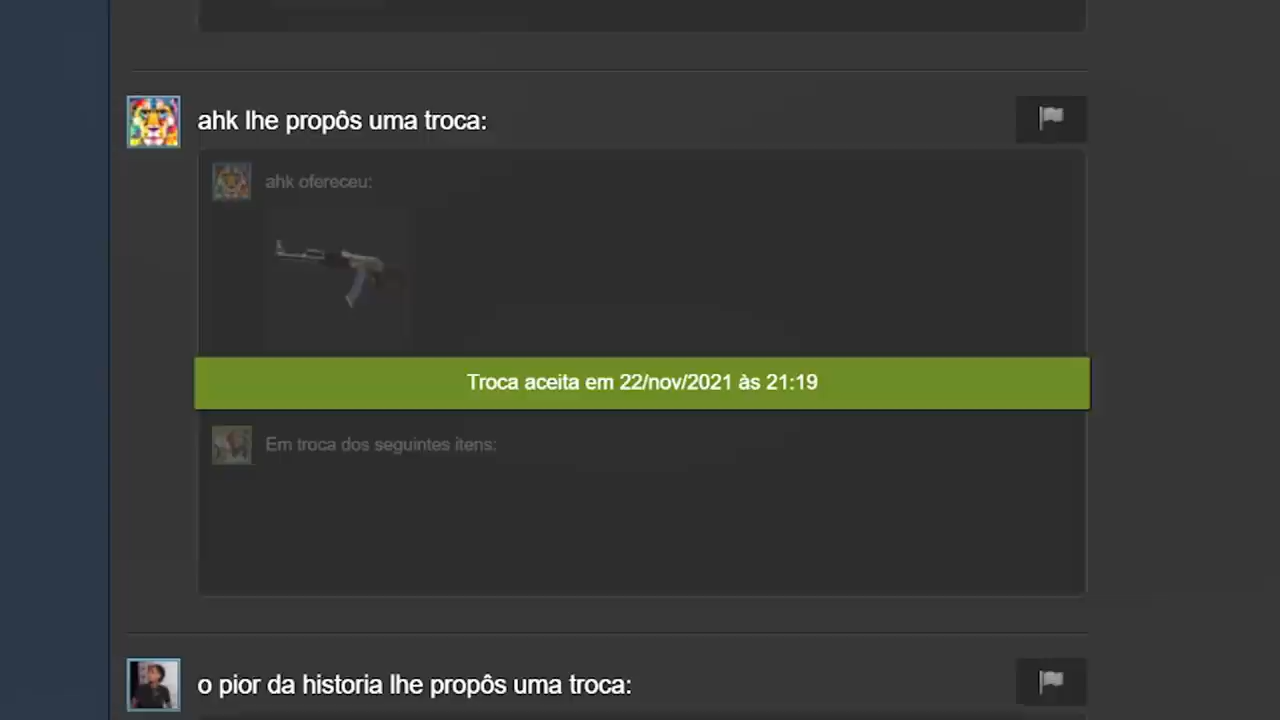 ahk lhe propôs uma troca:
ahk ofereceu:
Troca aceita em 22/nov/2021 às 21:19
Em troca dos seguintes itens:
o pior da historia lhe propôs uma troca: